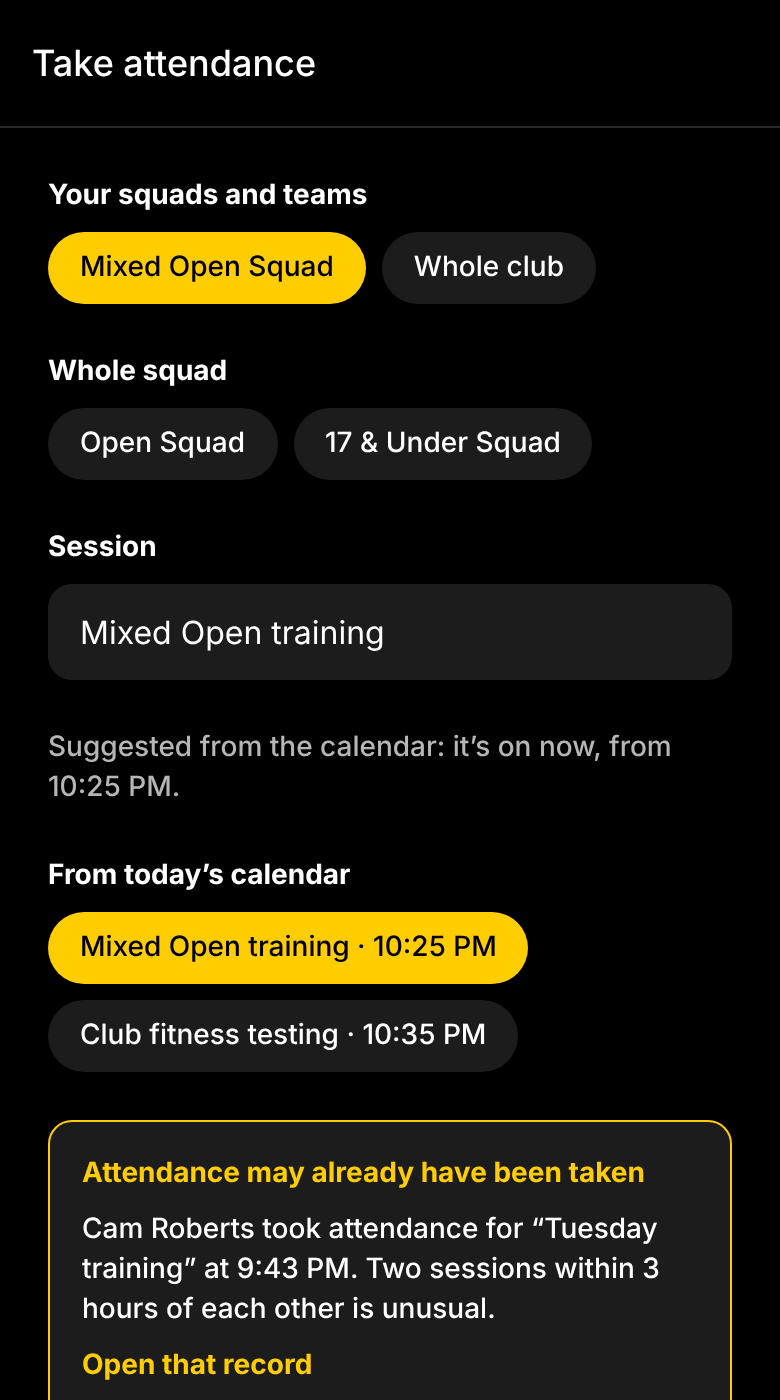 Take attendance
Your squads and teams
Mixed Open Squad
Whole club
Whole squad
Open Squad
17 & Under Squad
Session
Mixed Open training
Suggested from the calendar: it’s on now, from
10:25 PM.
From today’s calendar
Mixed Open training · 10:25 PM
Club fitness testing · 10:35 PM
Attendance may already have been taken
Cam Roberts took attendance for “Tuesday
training” at 9:43 PM. Two sessions within 3
hours of each other is unusual.
Open that record